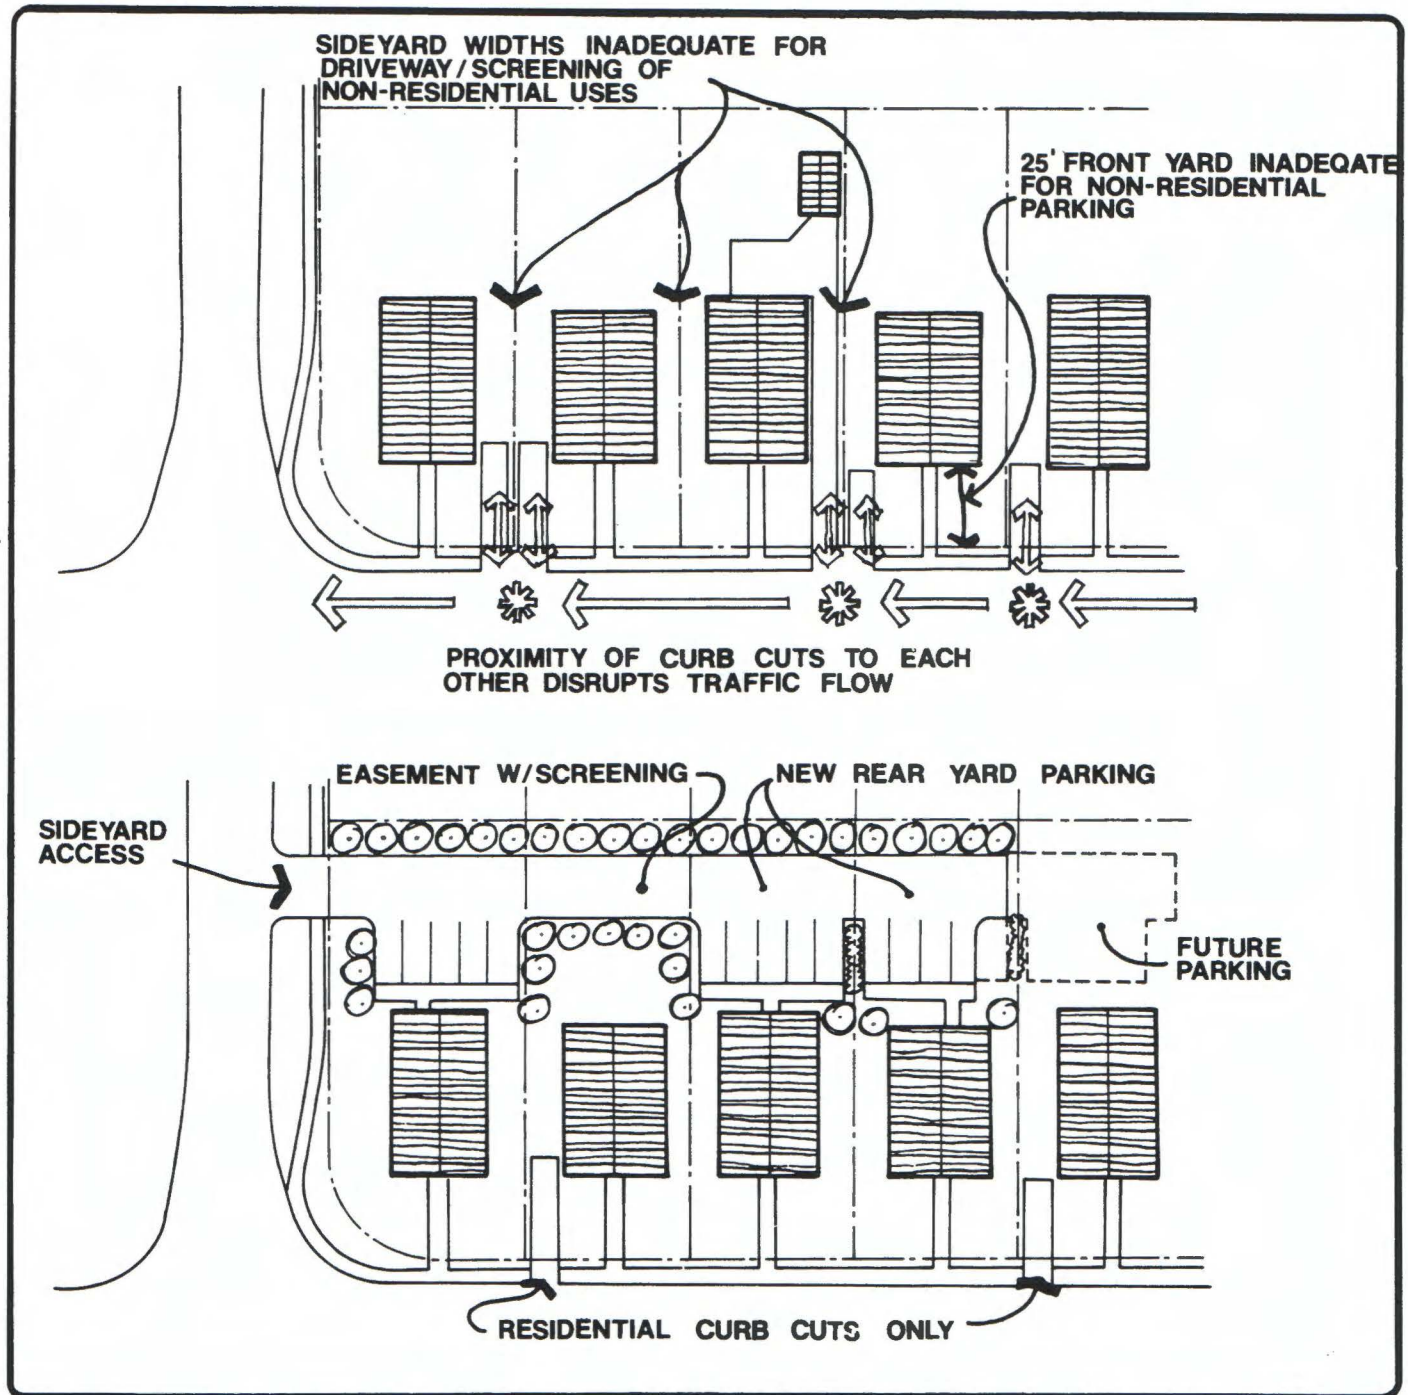 SIDEYARD WIDTHS INADEQUATE FOR
DRIVEWAY/SCREENING OF
NON-RESIDENTIAL USES
25' FRONT YARD INADEQATE
FOR NON-RESIDENTIAL
PARKING
PROXIMITY OF CURB CUTS TO EACH
OTHER DISRUPTS TRAFFIC FLOW
EASEMENT W/SCREENING
NEW REAR YARD PARKING
SIDEYARD
ACCESS
FUTURE
PARKING
RESIDENTIAL CURB CUTS ONLY